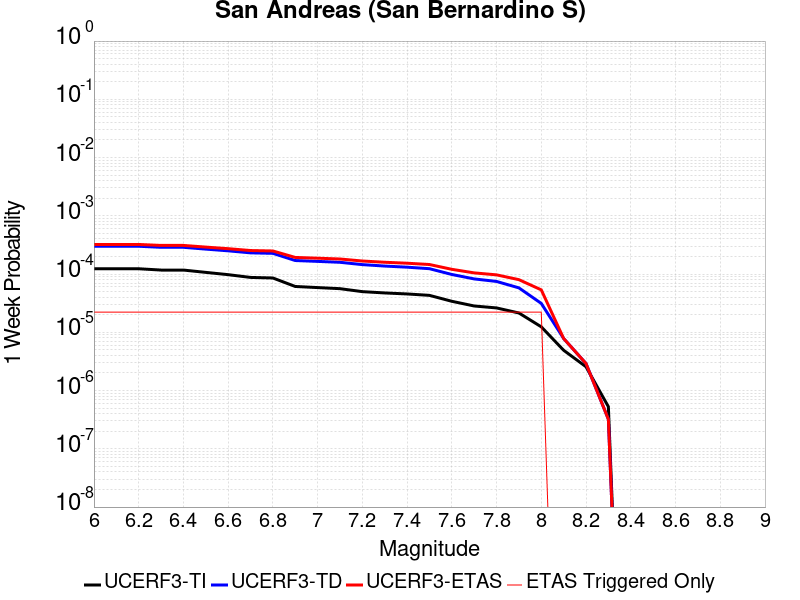 San Andreas (San Bernardino S)
10^0
10^-1
10^-2
10^-3
10^-4
10^-5
10^-6
10^-7
10^-8
1 Week Probability
6 6.2 6.4 6.6 6.8 7 7.2 7.4 7.6 7.8 8 8.2 8.4 8.6 8.8 9
Magnitude
UCERF3-TI UCERF3-TD UCERF3-ETAS ETAS Triggered Only